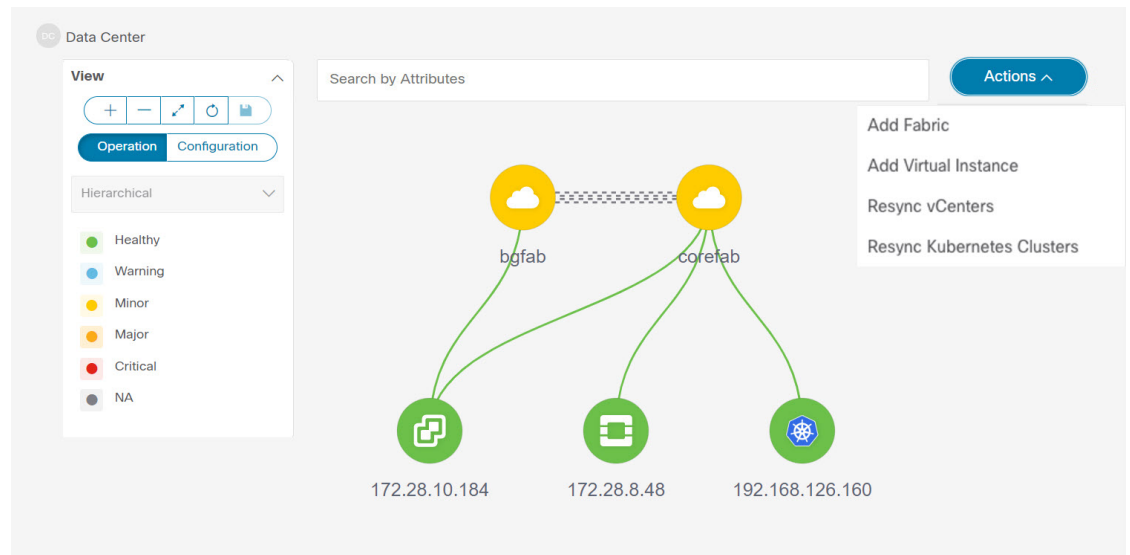 DC Data Center
View
Search by Attributes
Actions
Operation Configuration
Hierarchical
Healthy
Warning
Minor
Major
Critical
NA
Add Fabric
Add Virtual Instance
Resync vCenters
Resync Kubernetes Clusters
bgfab
corefab
172.28.10.184
172.28.8.48
192.168.126.160